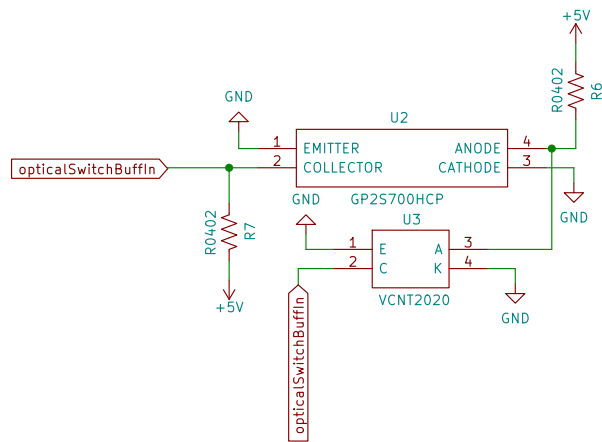 +5V
R0402
R6
GND
U2
1
EMITTER
ANODE
4
2
COLLECTOR
CATHODE
3
opticalSwitchBuffIn
GP2S700HCP
GND
GND
U3
R0402
R7
1
E
A
3
2
C
K
4
VCNT2020
+5V
GND
opticalSwitchBuffIn